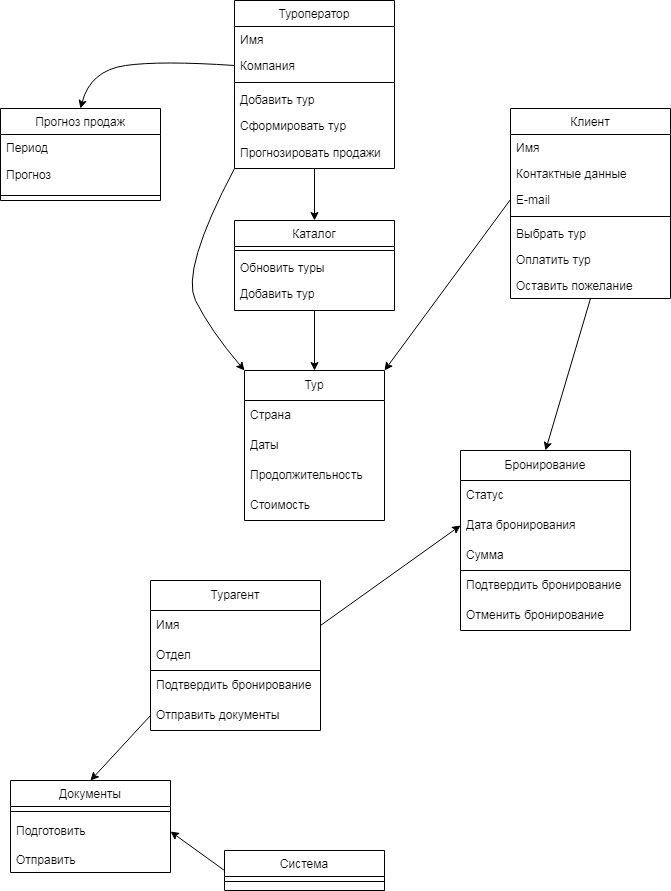 Туроператор
Имя
Компания
Добавить тур
Сформировать тур
Прогнозировать продажи
Прогноз продаж
Период
Прогноз
Клиент
Имя
Контактные данные
E-mail
Выбрать тур
Оплатить тур
Оставить пожелание
Каталог
Обновить туры
Добавить тур
Тур
Страна
Даты
Продолжительность
Стоимость
Бронирование
Статус
Дата бронирования
Сумма
Подтвердить бронирование
Отменить бронирование
Турагент
Имя
Отдел
Подтвердить бронирование
Отправить документы
Документы
Подготовить
Отправить
Система